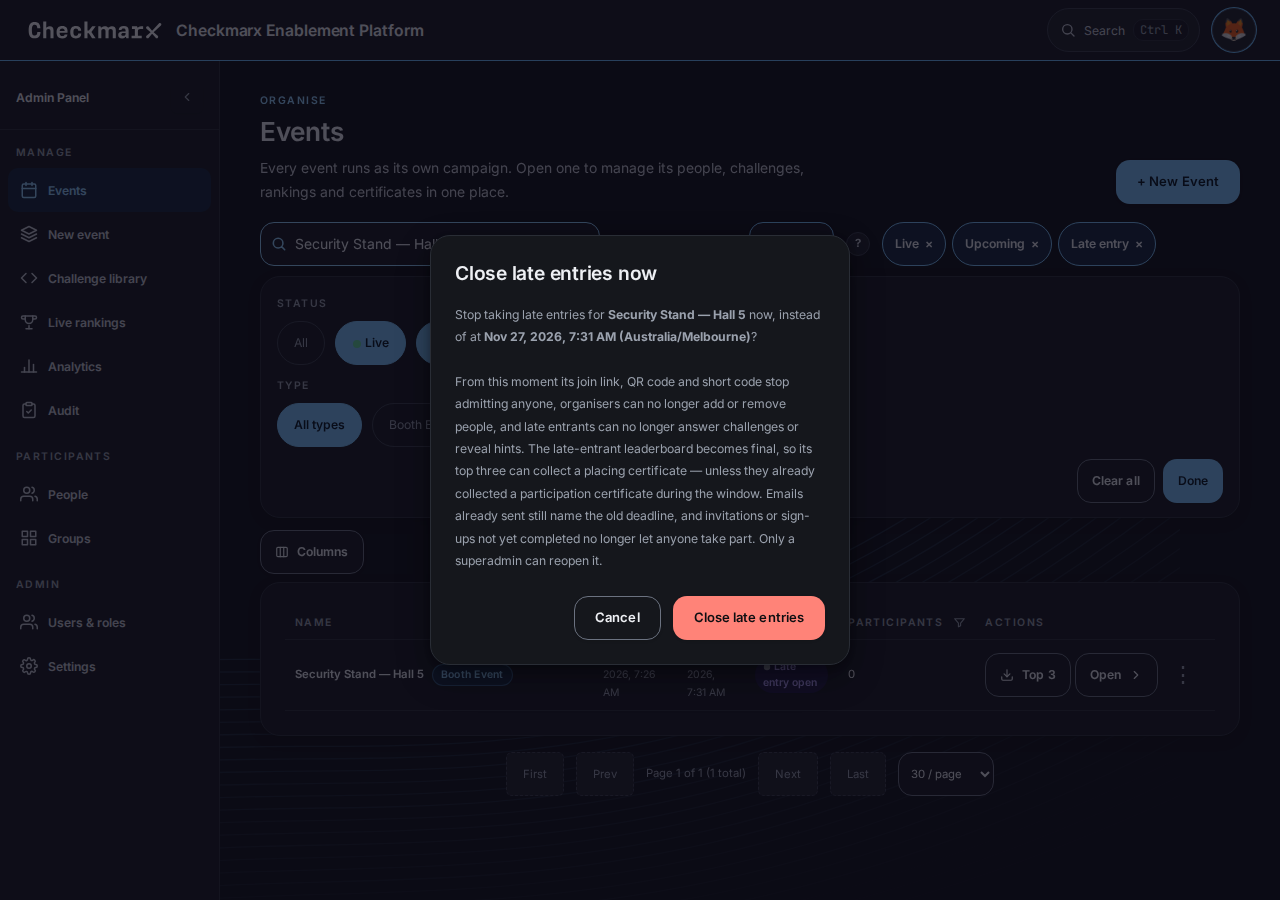 Checkmarx Checkmarx Enablement Platform
Search Ctrl K
Admin Panel
MANAGE
Events
New event
Challenge library
Live rankings
Analytics
Audit
PARTICIPANTS
People
Groups
ADMIN
Users & roles
Settings
ORGANISE
Events
Every event runs as its own campaign. Open one to manage its people, challenges,
rankings and certificates in one place.
+ New Event
Security Stand — Hall
? Live × Upcoming × Late entry ×
STATUS
All Live
TYPE
All types Booth E
Clear all Done
Columns
Close late entries now
Stop taking late entries for Security Stand — Hall 5 now, instead
of at Nov 27, 2026, 7:31 AM (Australia/Melbourne)?
From this moment its join link, QR code and short code stop
admitting anyone, organisers can no longer add or remove
people, and late entrants can no longer answer challenges or
reveal hints. The late-entrant leaderboard becomes final, so its
top three can collect a placing certificate — unless they already
collected a participation certificate during the window. Emails
already sent still name the old deadline, and invitations or sign-
ups not yet completed no longer let anyone take part. Only a
superadmin can reopen it.
Cancel Close late entries
NAME PARTICIPANTS ACTIONS
Security Stand — Hall 5 Booth Event
2026, 7:26
AM
2026,
7:31 AM
Late
entry open
0
Top 3 Open
First Prev Page 1 of 1 (1 total) Next Last 30 / page